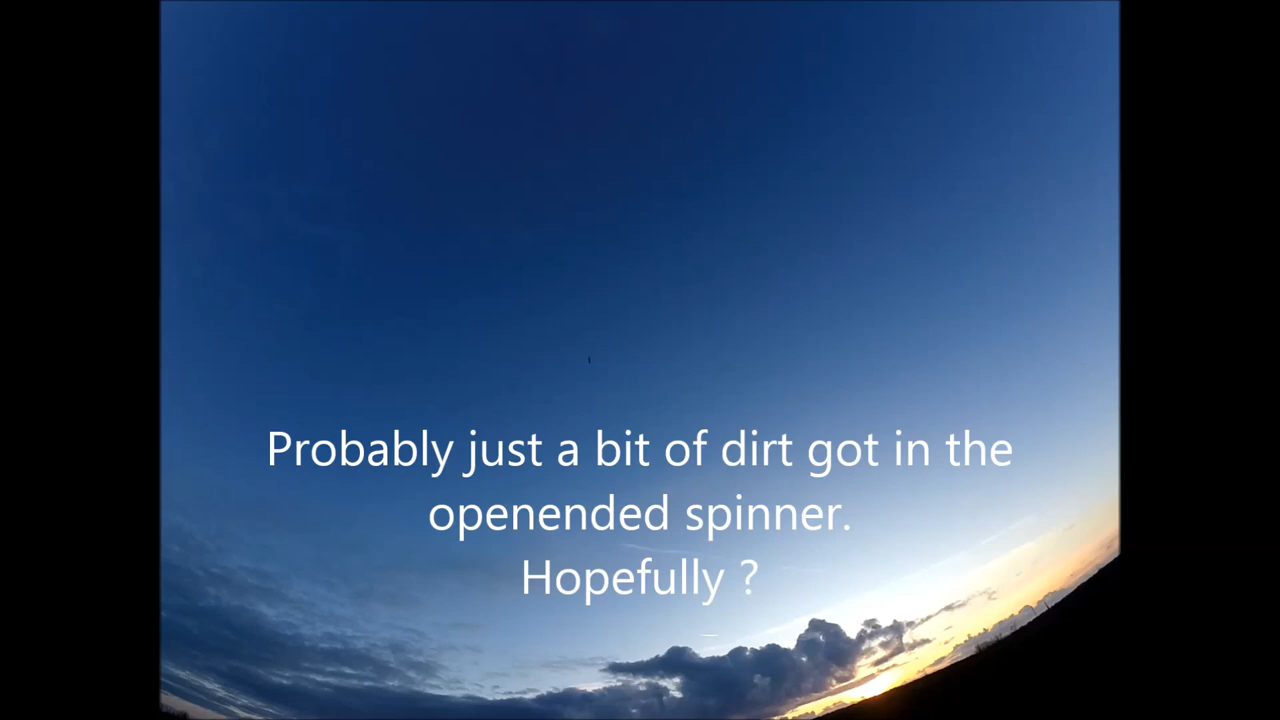 Probably just a bit of dirt got in the
openended spinner.
Hopefully ?